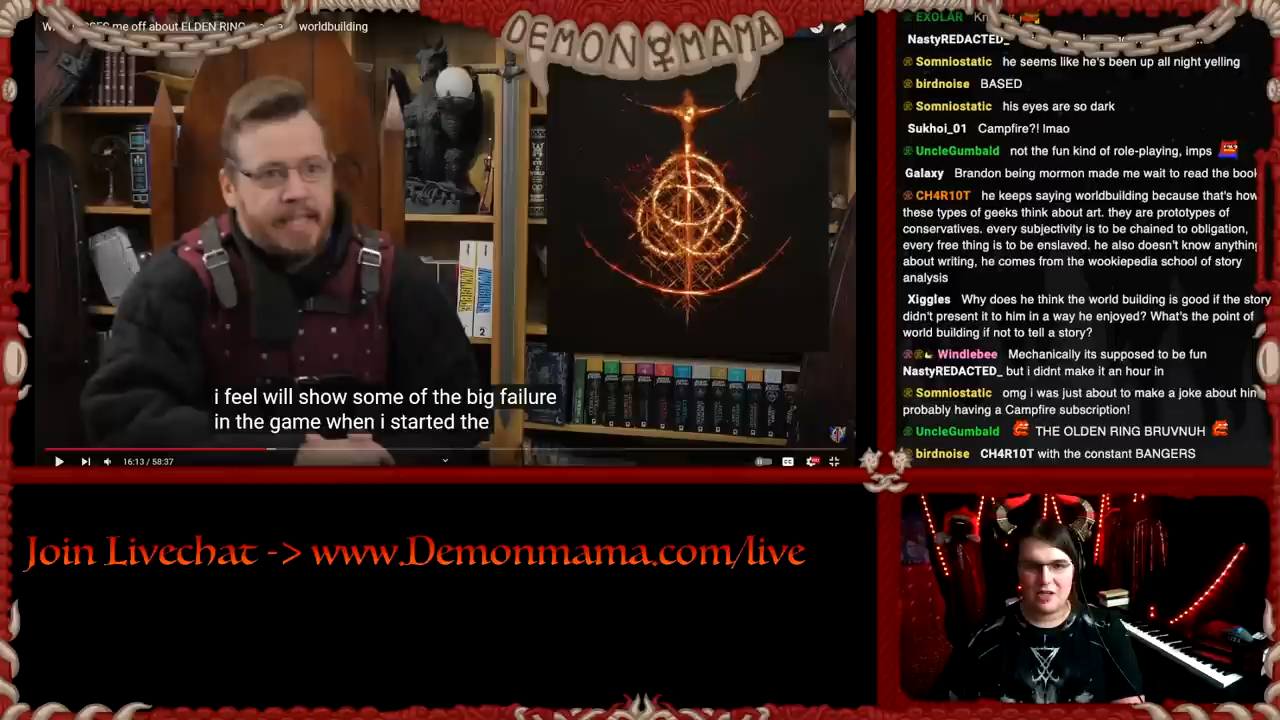 me off about ELDEN RING
worldbuilding
DEMON MAMA
i feel will show some of the big failure
in the game when i started the
16:13 / 58:37
Join Livechat -> www.Demonmama.com/live
EXOLAR
NastyREDACTED_
Somniostatic he seems like he's been up all night yelling
birdnoise BASED
Somniostatic his eyes are so dark
Sukhoi_01 Campfire?! lmao
UncleGumbald not the fun kind of role-playing, imps
Galaxy Brandon being mormon made me wait to read the
CH4R10T he keeps saying worldbuilding because that's how
these types of geeks think about art. they are prototypes of
conservatives. every subjectivity is to be chained to obligation,
every free thing is to be enslaved. he also doesn't know anything
about writing, he comes from the wookiepedia school of story
analysis
Xiggles Why does he think the world building is good if the story
didn't present it to him in a way he enjoyed? What's the point of
world building if not to tell a story?
Windlebee Mechanically its supposed to be fun
NastyREDACTED_ but i didnt make it an hour in
Somniostatic omg i was just about to make a joke about him
probably having a Campfire subscription!
UncleGumbald THE OLDEN RING BRUVNUH
birdnoise CH4R10T with the constant BANGERS